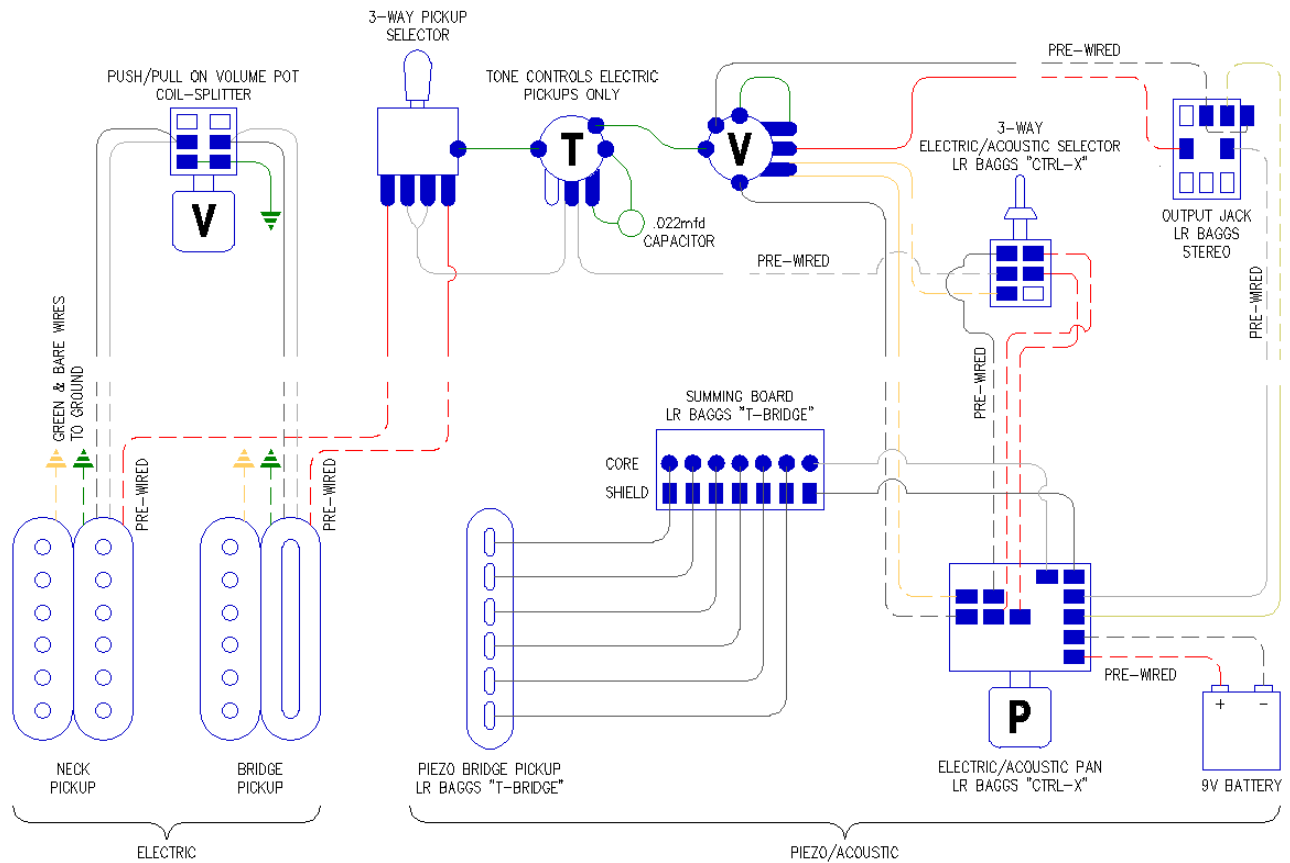 3-WAY PICKUP
SELECTOR
PUSH/PULL ON VOLUME POT
COIL-SPLITTER
V
TONE CONTROLS ELECTRIC
PICKUPS ONLY
T
.022mfd
CAPACITOR
V
PRE-WIRED
3-WAY
ELECTRIC/ACOUSTIC SELECTOR
LR BAGGS "CTRL-X"
OUTPUT JACK
LR BAGGS
STEREO
PRE-WIRED
PRE-WIRED
PRE-WIRED
GREEN & BARE WIRES
TO GROUND
PRE-WIRED
PRE-WIRED
SUMMING BOARD
LR BAGGS "T-BRIDGE"
CORE
SHIELD
PRE-WIRED
P
+
-
NECK
PICKUP
BRIDGE
PICKUP
PIEZO BRIDGE PICKUP
LR BAGGS "T-BRIDGE"
ELECTRIC/ACOUSTIC PAN
LR BAGGS "CTRL-X"
9V BATTERY
ELECTRIC
PIEZO/ACOUSTIC